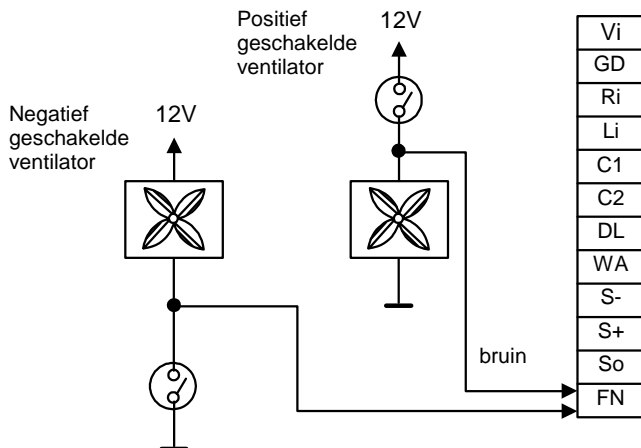 Positief
geschakelde
ventilator
12V
Negatief
geschakelde
ventilator
12V
bruin
Vi
GD
Ri
Li
C1
C2
DL
WA
S-
S+
So
FN